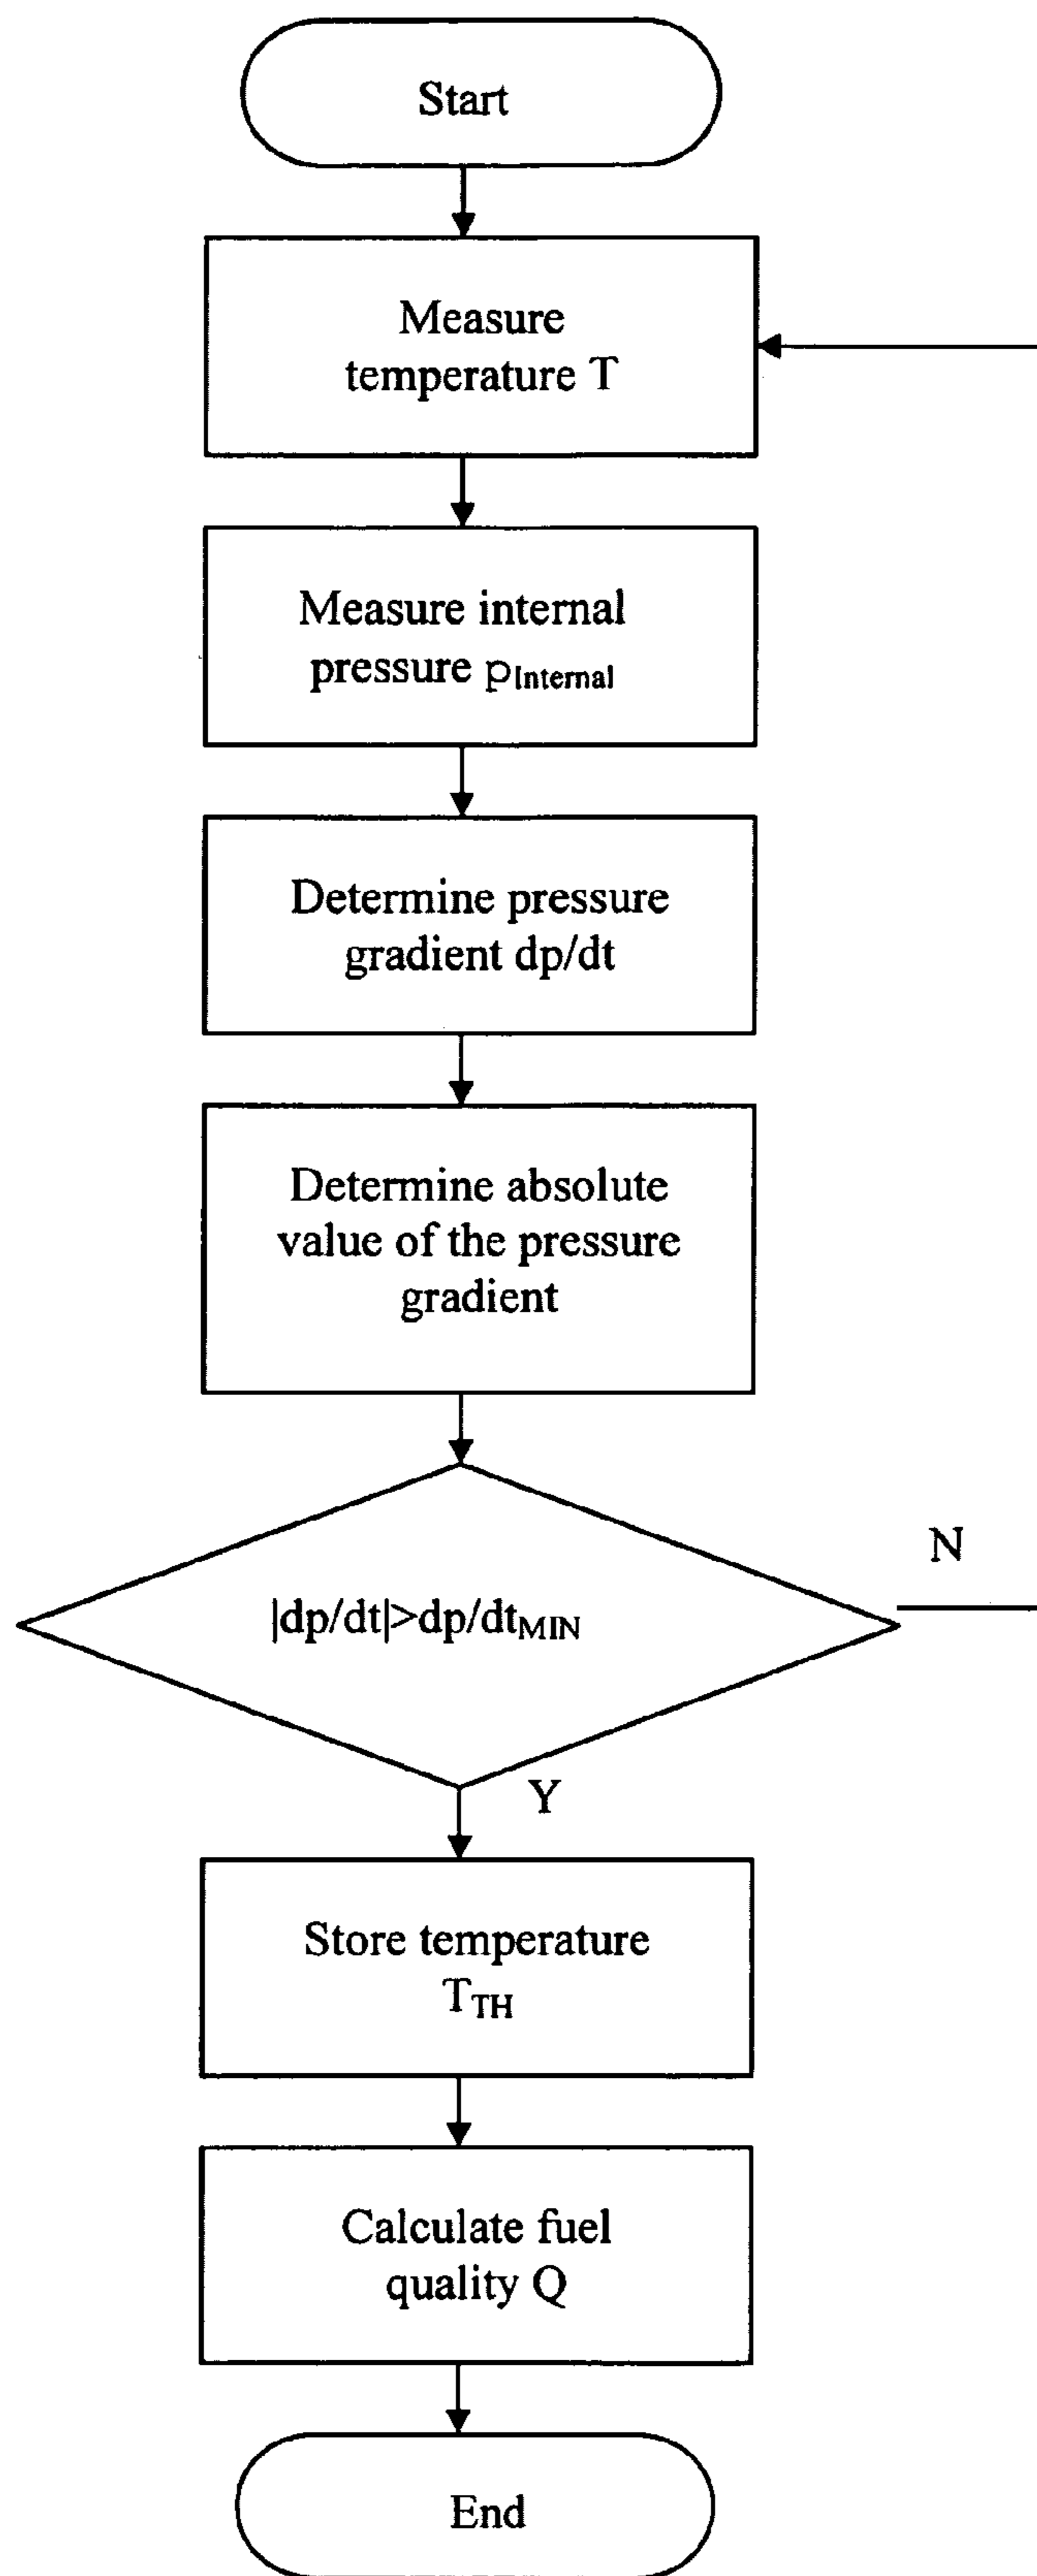 Start
Measure
temperature T
Measure internal
pressure pInternal
Determine pressure
gradient dp/dt
Determine absolute
value of the pressure
gradient
|dp/dt|>dp/dtMIN
N
Y
Store temperature
TTH
Calculate fuel
quality Q
End